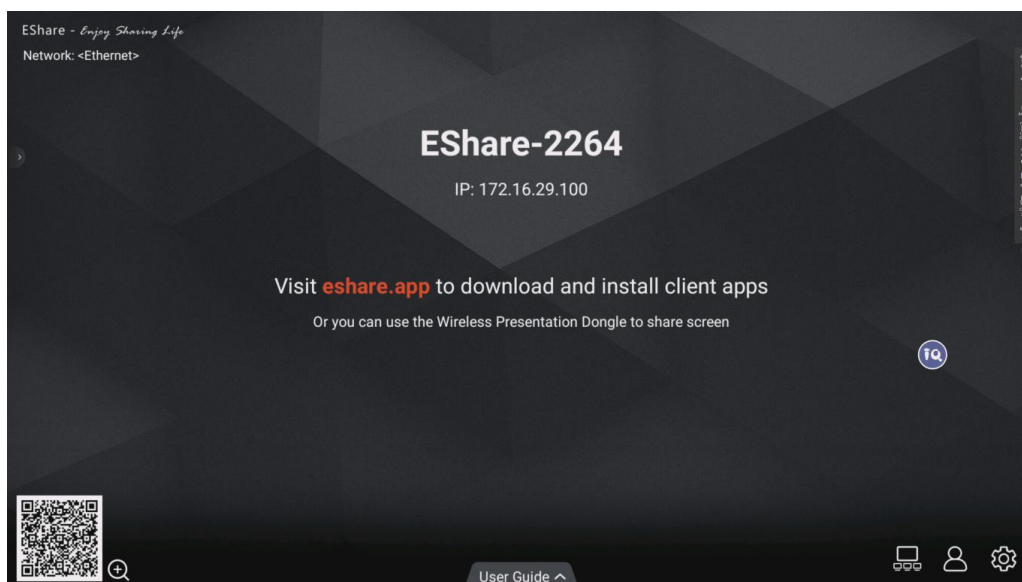 EShare - Enjoy Sharing Life
Network: <Ethernet>
EShare-2264
IP: 172.16.29.100
Visit eshare.app to download and install client apps
Or you can use the Wireless Presentation Dongle to share screen
iQ
User Guide